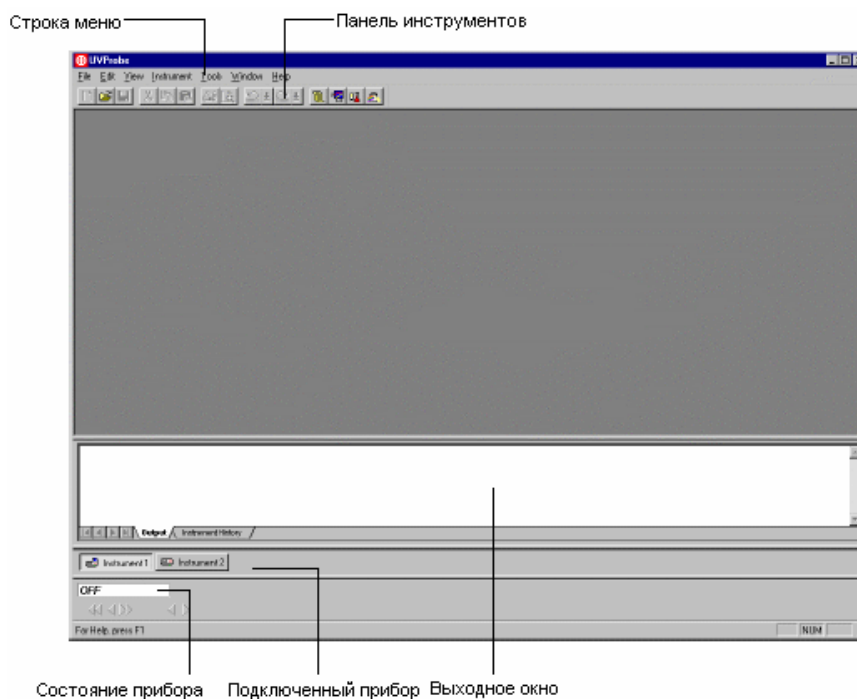 Строка меню
Панель инструментов
UVProbe
File Edit View Instrument Tools Window Help
Output Instrument History
Instrument 1 Instrument 2
OFF
For Help, press F1
NUM
Состояние прибора Подключенный прибор Выходное окно